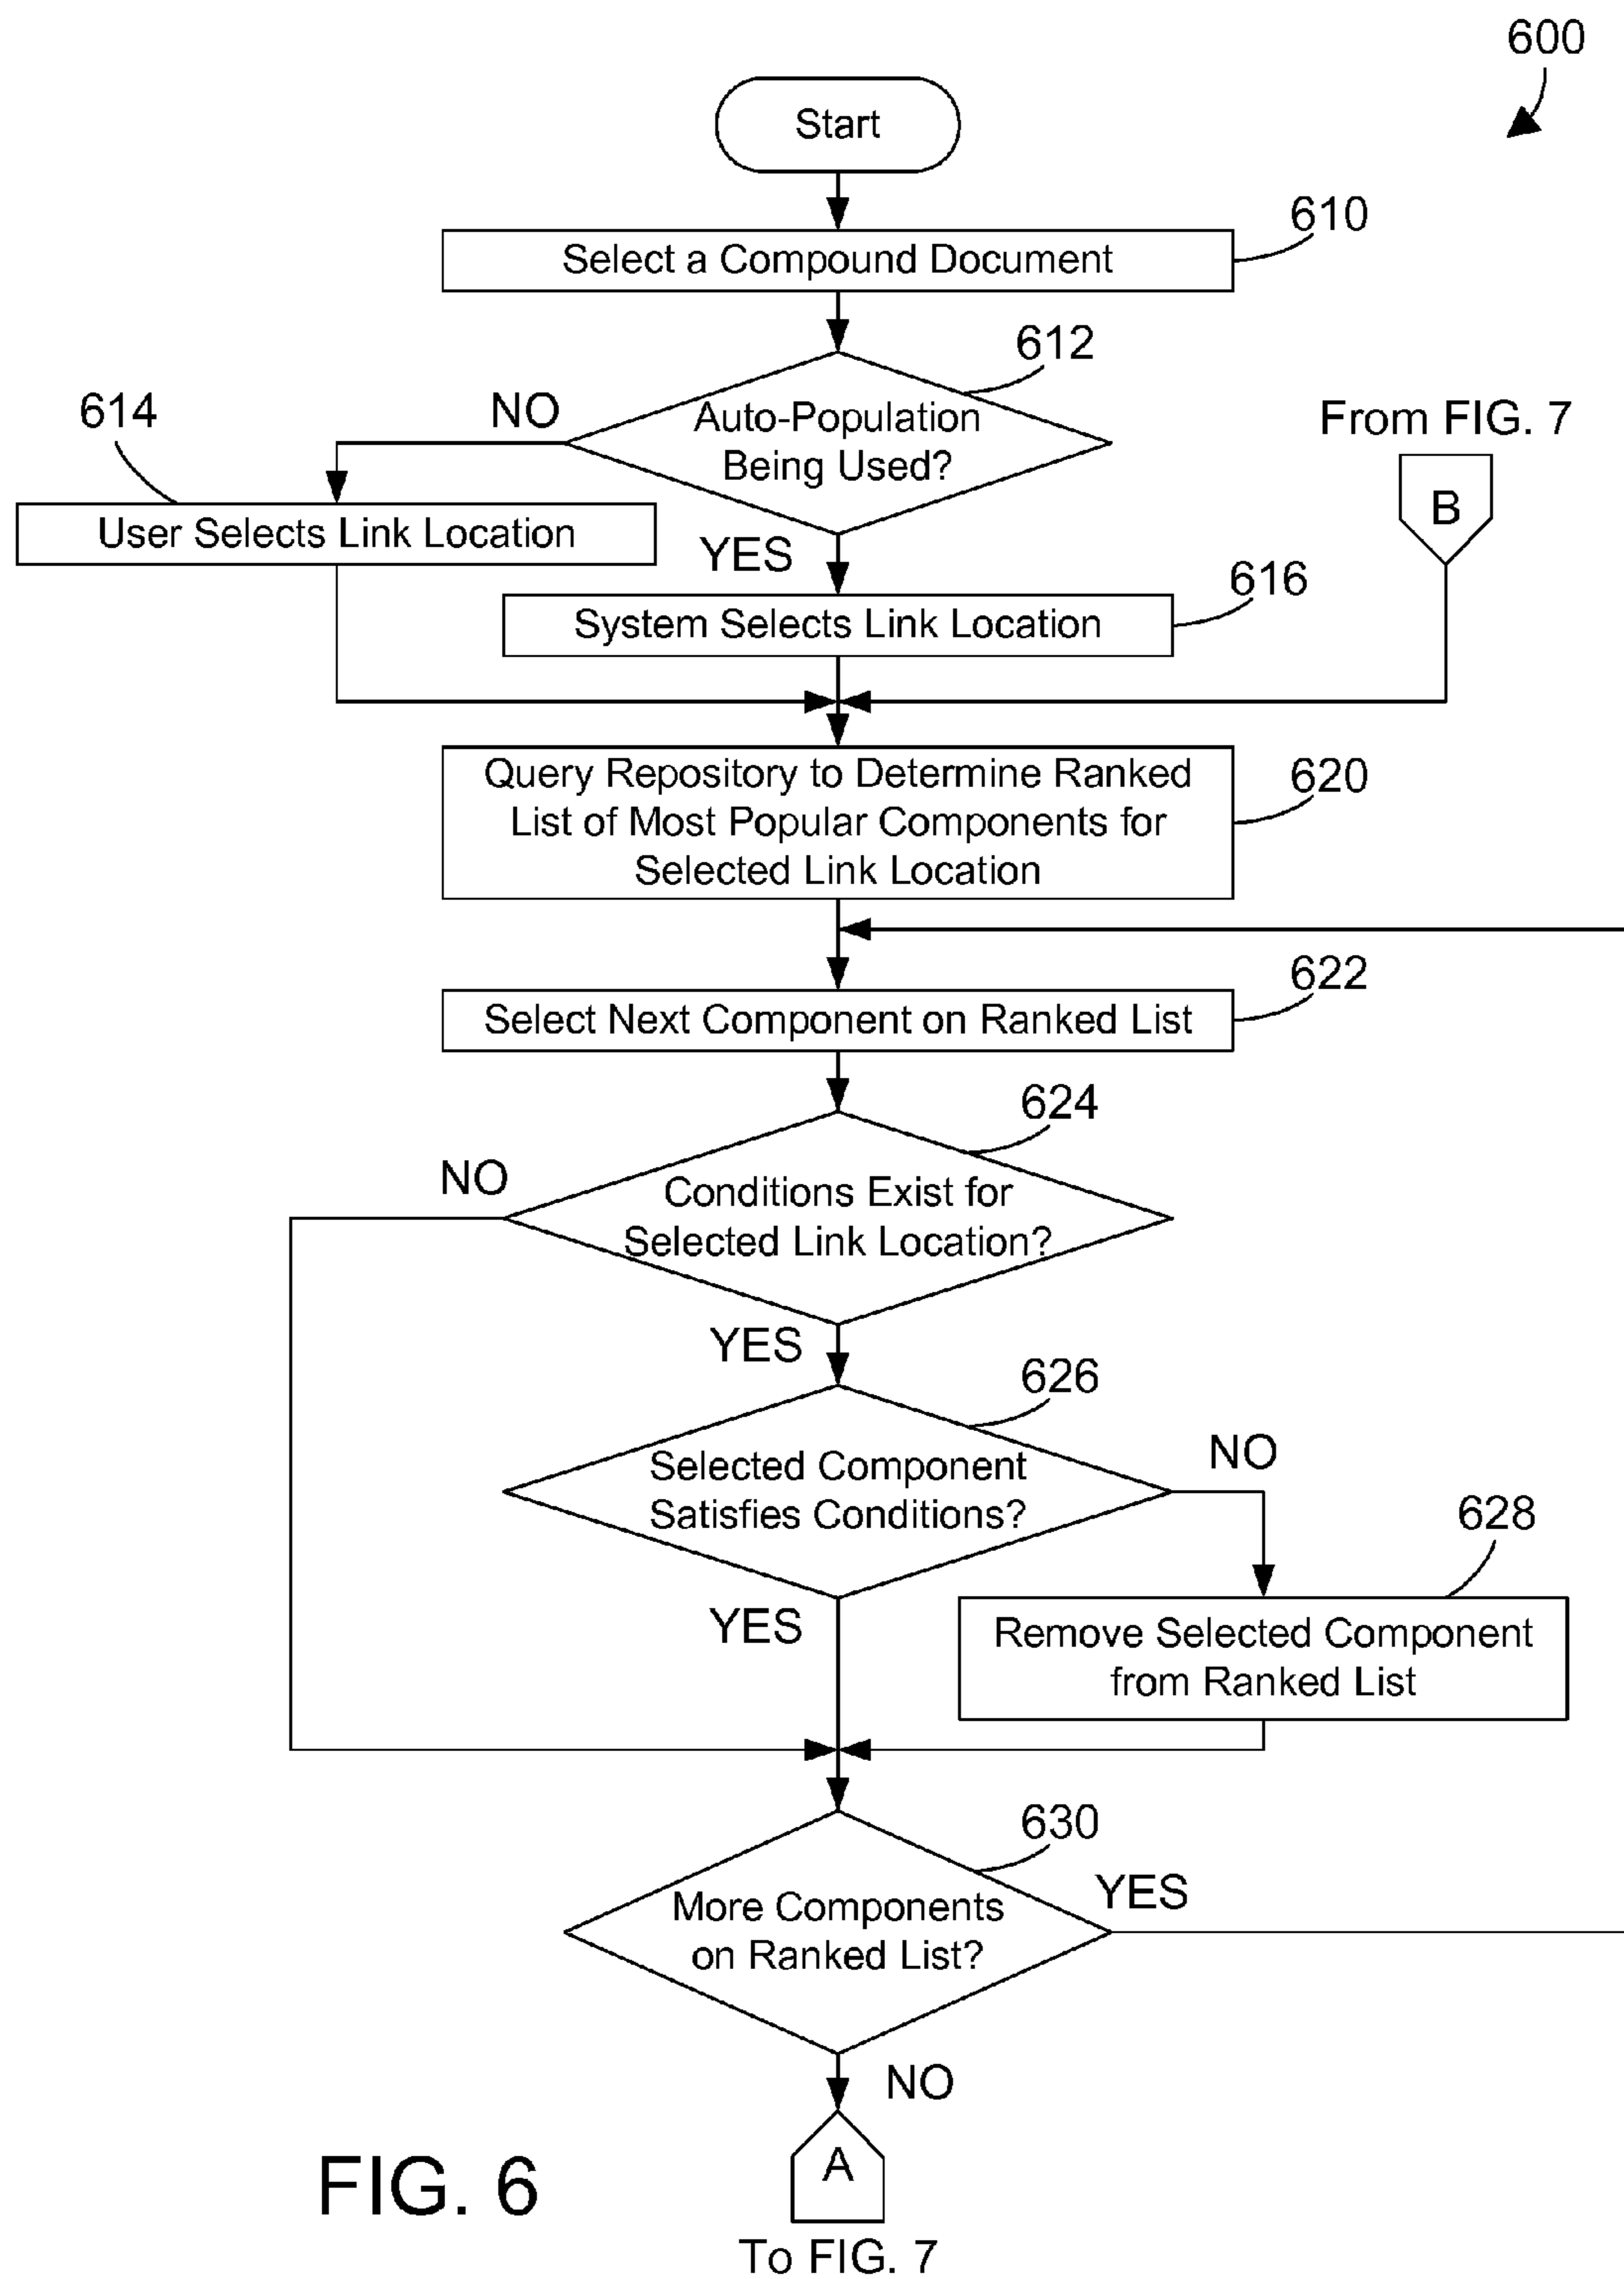 600
Start
610
Select a Compound Document
612
614
NO
Auto-Population
Being Used?
From FIG. 7
B
User Selects Link Location
YES
616
System Selects Link Location
Query Repository to Determine Ranked
List of Most Popular Components for
Selected Link Location
620
622
Select Next Component on Ranked List
624
NO
Conditions Exist for
Selected Link Location?
YES
626
Selected Component
Satisfies Conditions?
NO
628
YES
Remove Selected Component
from Ranked List
630
More Components
on Ranked List?
YES
NO
A
FIG. 6
To FIG. 7